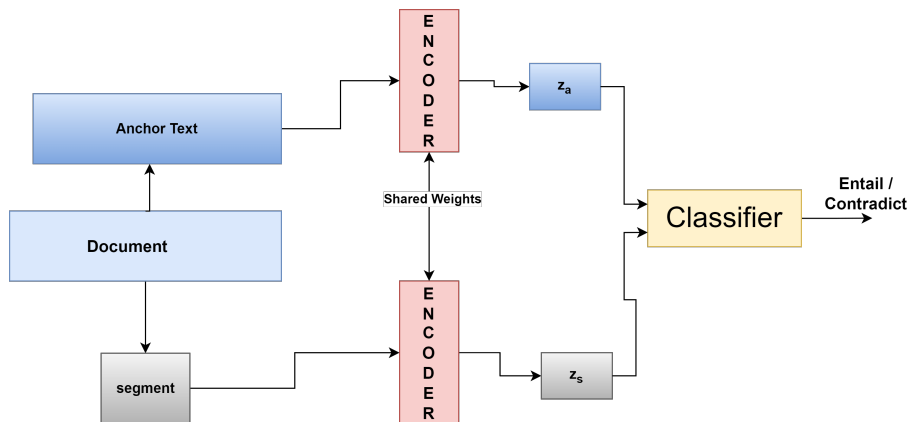 ENCODER
z_a
Anchor Text
Shared Weights
Entail /
Contradict
Classifier
Document
ENCODER
segment
z_s